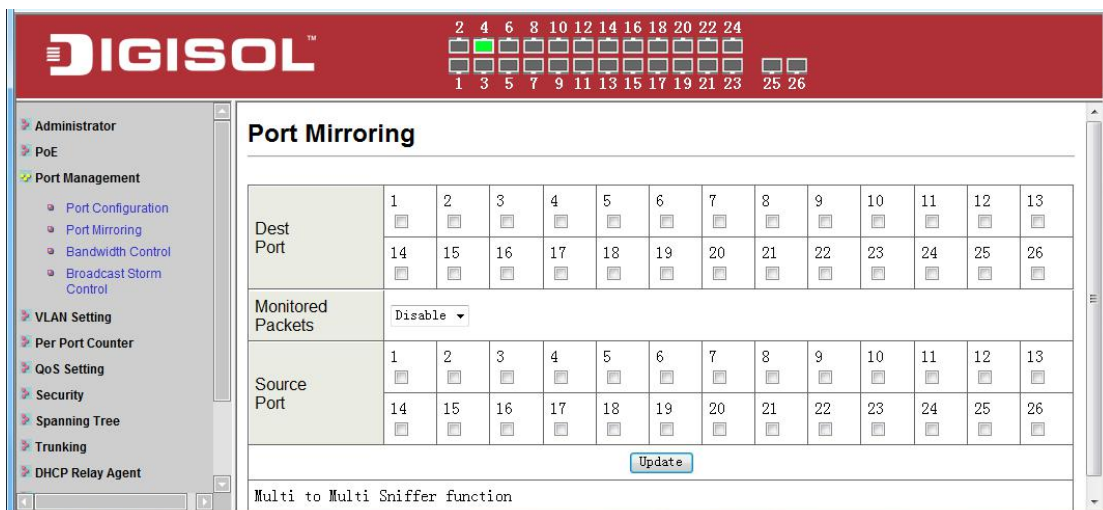 DIGISOL™
2 4 6 8 10 12 14 16 18 20 22 24
1 3 5 7 9 11 13 15 17 19 21 23 25 26
Administrator
PoE
Port Management
Port Configuration
Port Mirroring
Bandwidth Control
Broadcast Storm
Control
VLAN Setting
Per Port Counter
QoS Setting
Security
Spanning Tree
Trunking
DHCP Relay Agent
Port Mirroring
Dest
Port
1 2 3 4 5 6 7 8 9 10 11 12 13
14 15 16 17 18 19 20 21 22 23 24 25 26
Monitored
Packets
Disable
Source
Port
1 2 3 4 5 6 7 8 9 10 11 12 13
14 15 16 17 18 19 20 21 22 23 24 25 26
Update
Multi to Multi Sniffer function